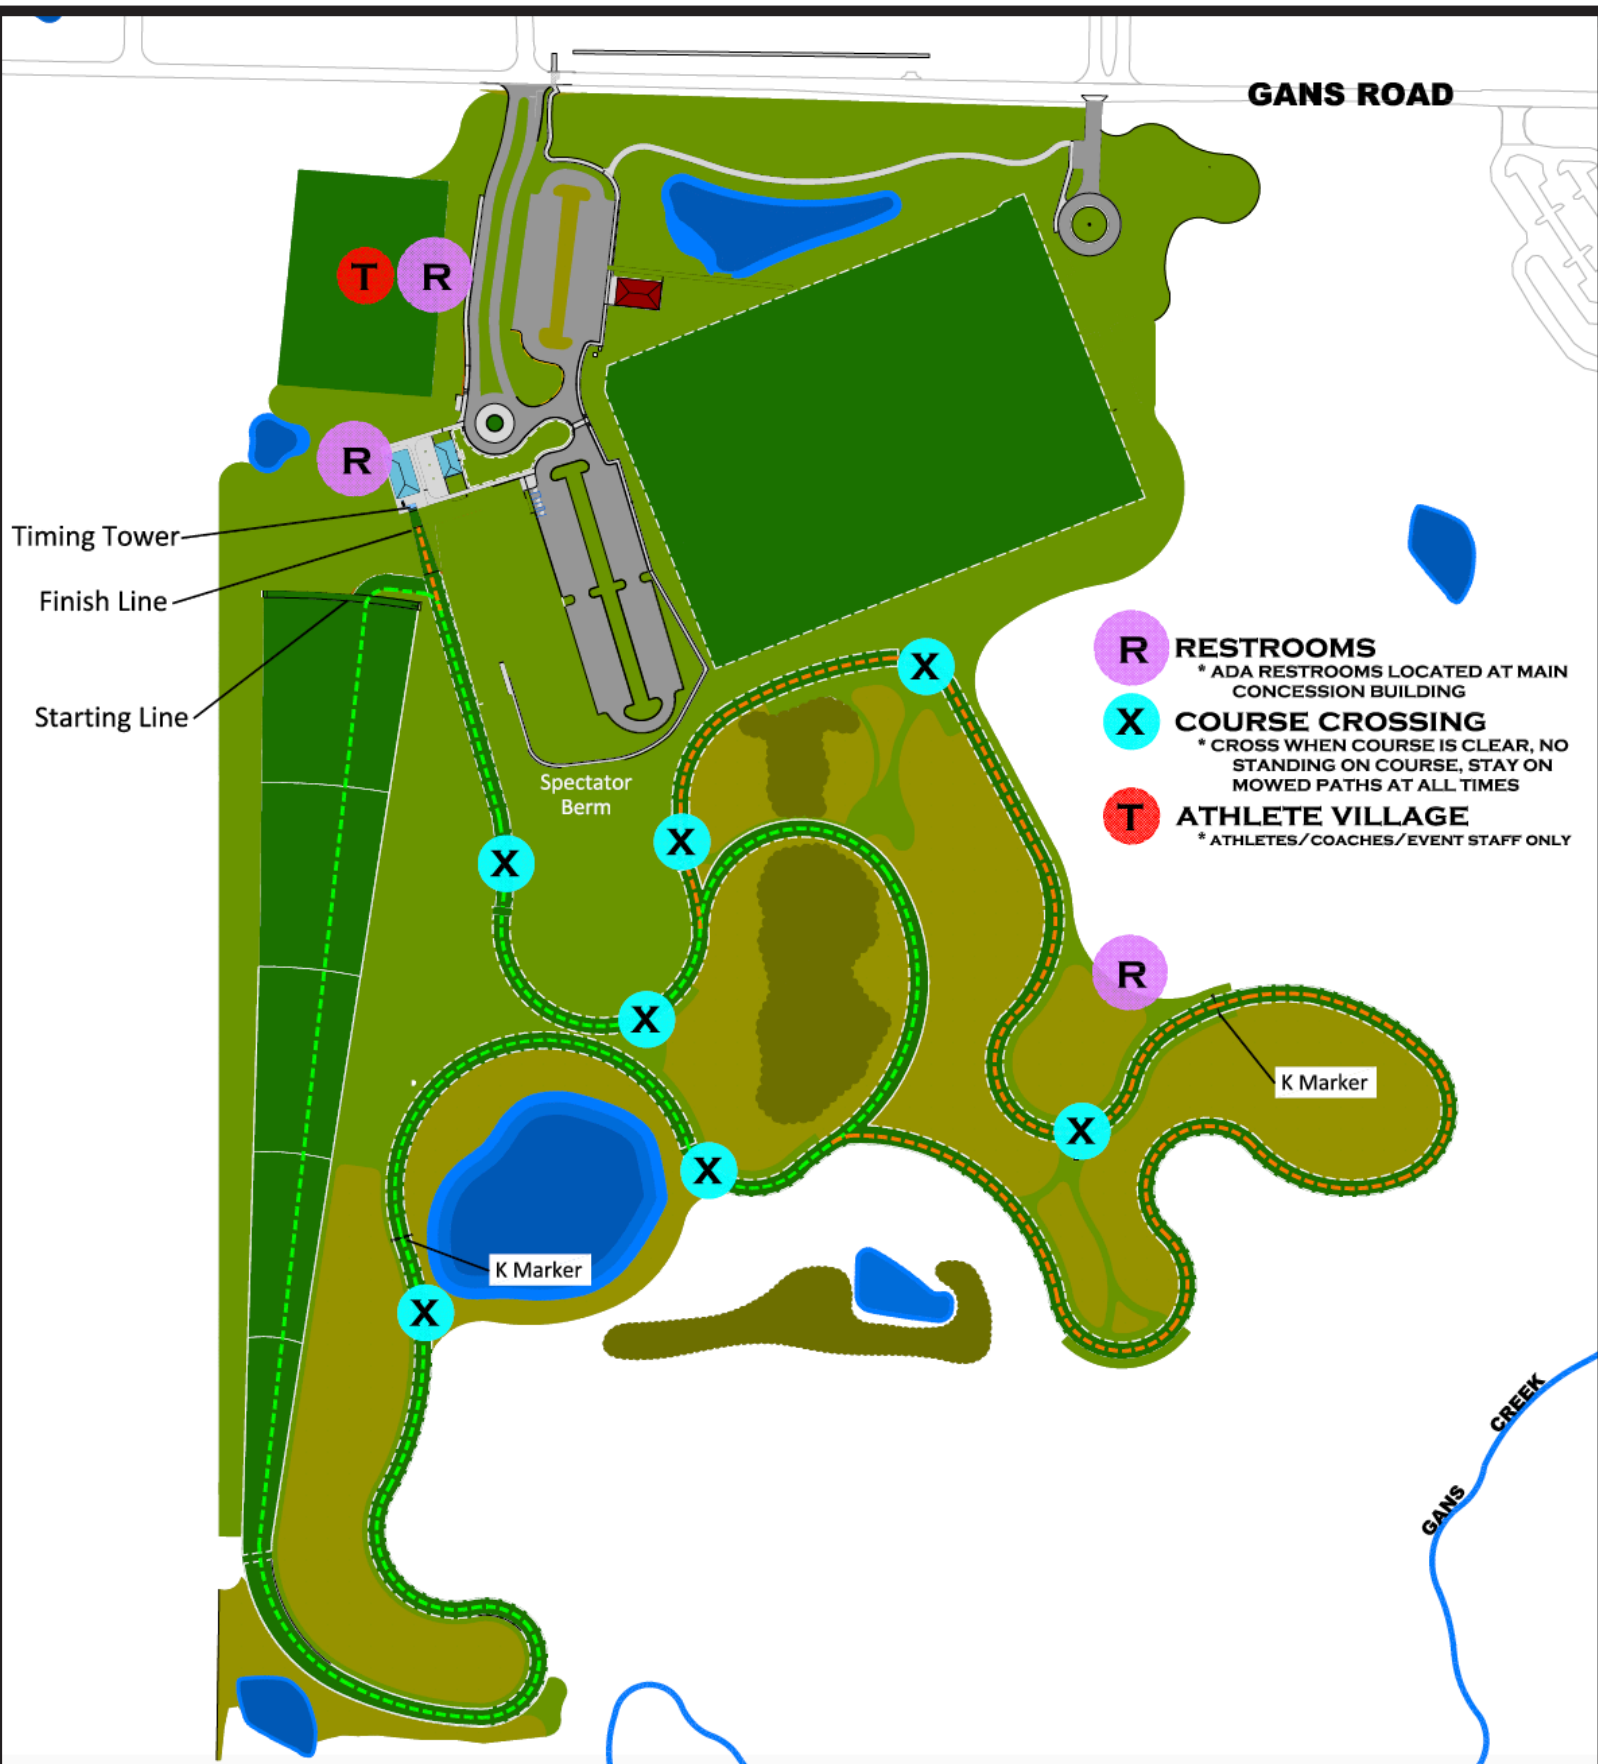 GANS ROAD
T
R
R
Timing Tower
Finish Line
Starting Line
R RESTROOMS
* ADA RESTROOMS LOCATED AT MAIN
CONCESSION BUILDING
X COURSE CROSSING
* CROSS WHEN COURSE IS CLEAR, NO
STANDING ON COURSE, STAY ON
MOWED PATHS AT ALL TIMES
T ATHLETE VILLAGE
* ATHLETES/COACHES/EVENT STAFF ONLY
X
Spectator
Berm
X
X
R
X
K Marker
X
X
K Marker
X
GANS CREEK